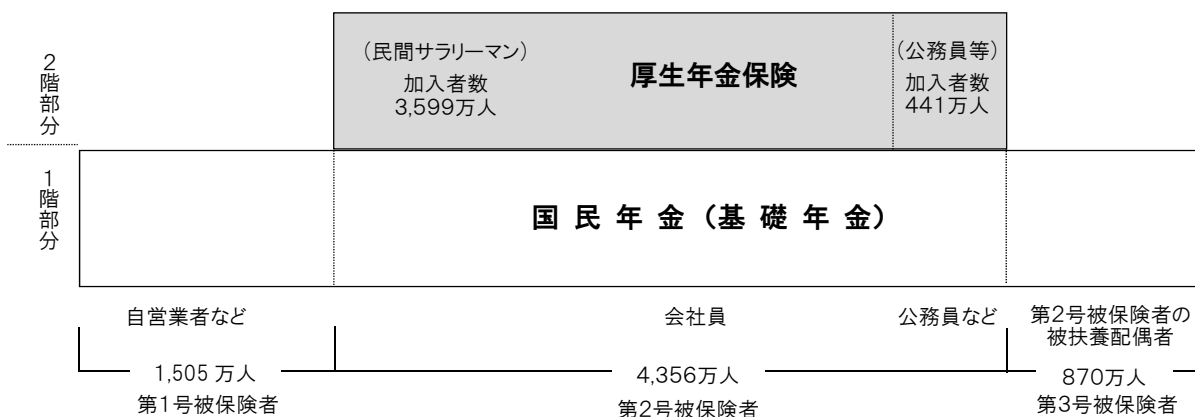 2階部分
(民間サラリーマン)
加入者数
3,599万人
厚生年金保険
(公務員等)
加入者数
441万人
1階部分
国 民 年 金 (基 礎 年 金)
自営業者など
会社員
公務員など
第2号被保険者の
被扶養配偶者
1,505 万人
第1号被保険者
4,356万人
第2号被保険者
870万人
第3号被保険者